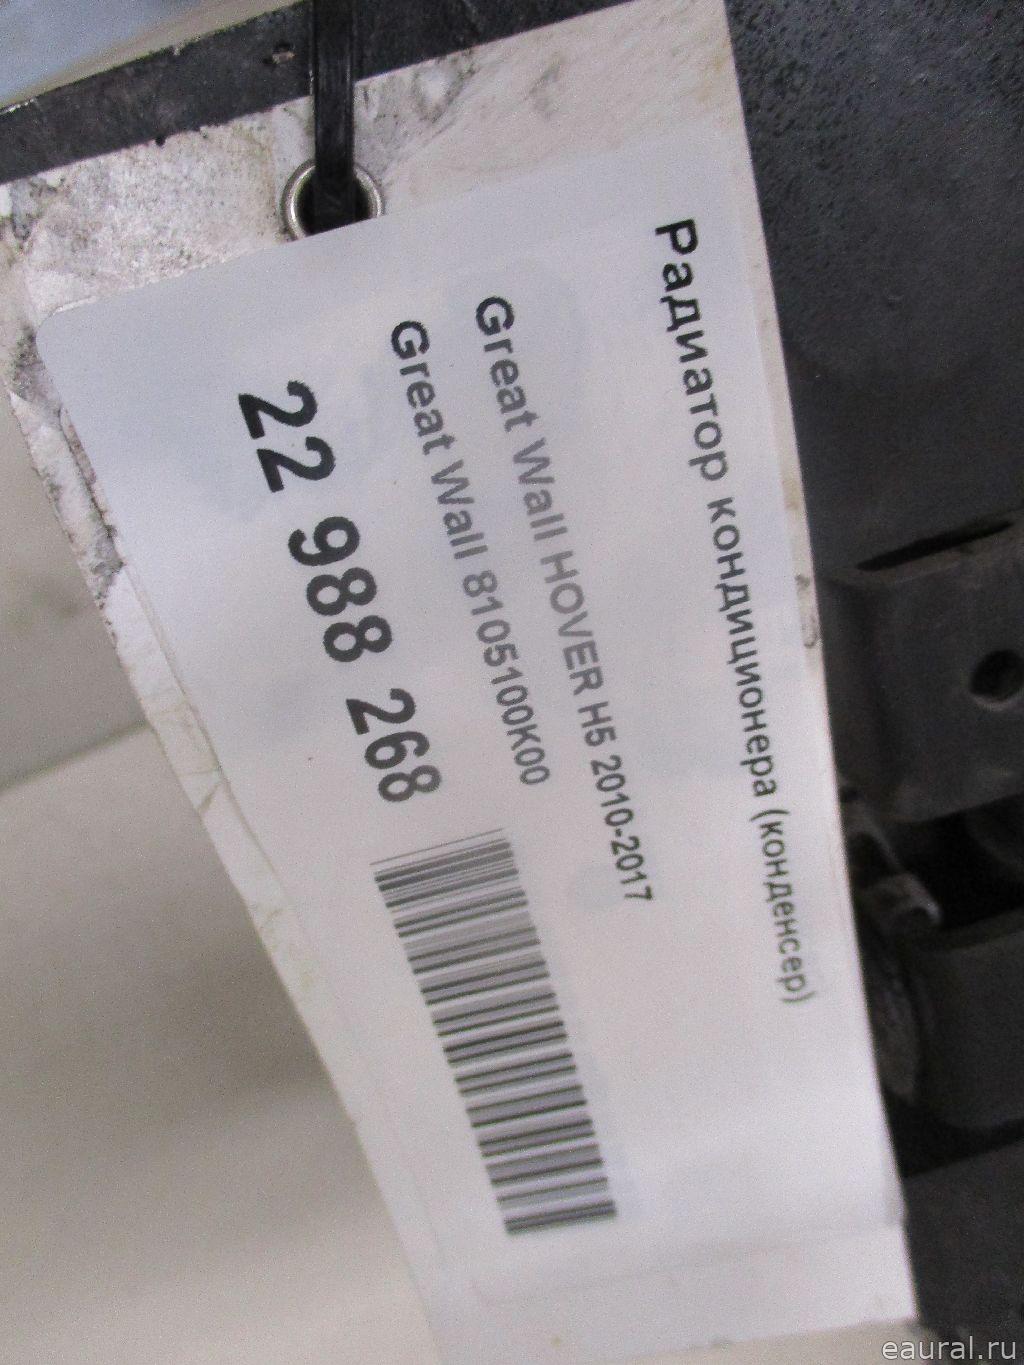 Радиатор кондиционера (конденсер)
Great Wall HOVER H5 2010-2017
Great Wall 8105100K00
22 988 268
eaural.ru